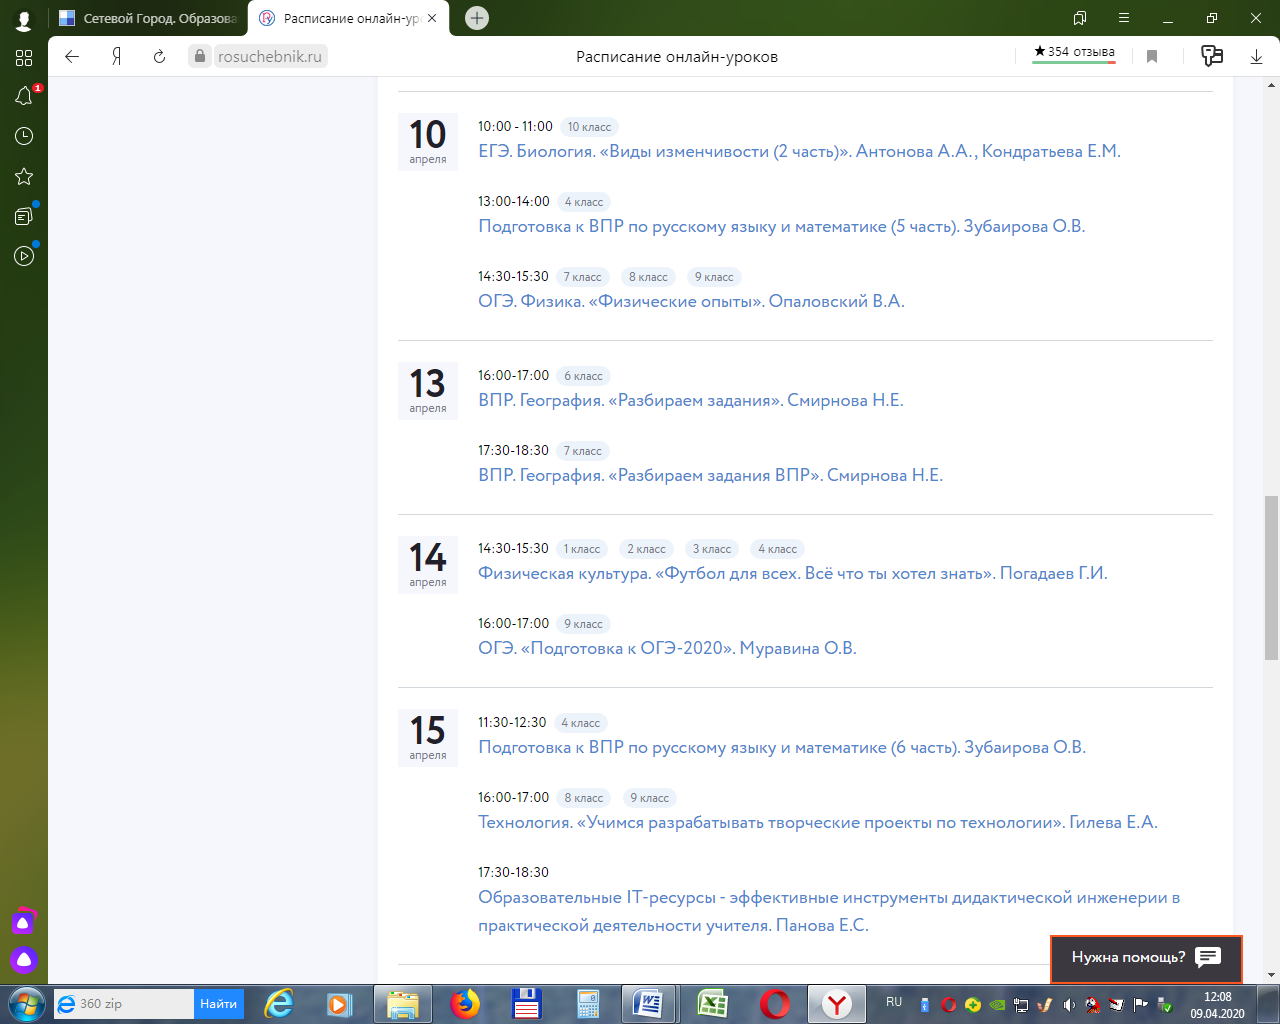 Сетевой Город. Образова
Расписание онлайн-ур
rosuchebnik.ru
Расписание онлайн-уроков
★354 отзыва
1
10
апреля
10:00 - 11:00 10 класс
ЕГЭ. Биология. «Виды изменчивости (2 часть)». Антонова А.А., Кондратьева Е.М.
13:00-14:00 4 класс
Подготовка к ВПР по русскому языку и математике (5 часть). Зубаирова О.В.
14:30-15:30 7 класс 8 класс 9 класс
ОГЭ. Физика. «Физические опыты». Опаловский В.А.
13
апреля
16:00-17:00 6 класс
ВПР. География. «Разбираем задания». Смирнова Н.Е.
17:30-18:30 7 класс
ВПР. География. «Разбираем задания ВПР». Смирнова Н.Е.
14
апреля
14:30-15:30 1 класс 2 класс 3 класс 4 класс
Физическая культура. «Футбол для всех. Всё что ты хотел знать». Погадаев Г.И.
16:00-17:00 9 класс
ОГЭ. «Подготовка к ОГЭ-2020». Муравина О.В.
15
апреля
11:30-12:30 4 класс
Подготовка к ВПР по русскому языку и математике (6 часть). Зубаирова О.В.
16:00-17:00 8 класс 9 класс
Технология. «Учимся разрабатывать творческие проекты по технологии». Гилева Е.А.
17:30-18:30
Образовательные IT-ресурсы - эффективные инструменты дидактической инженерии в
практической деятельности учителя. Панова Е.С.
Нужна помощь?
360 zip
Найти
RU
12:08
09.04.2020